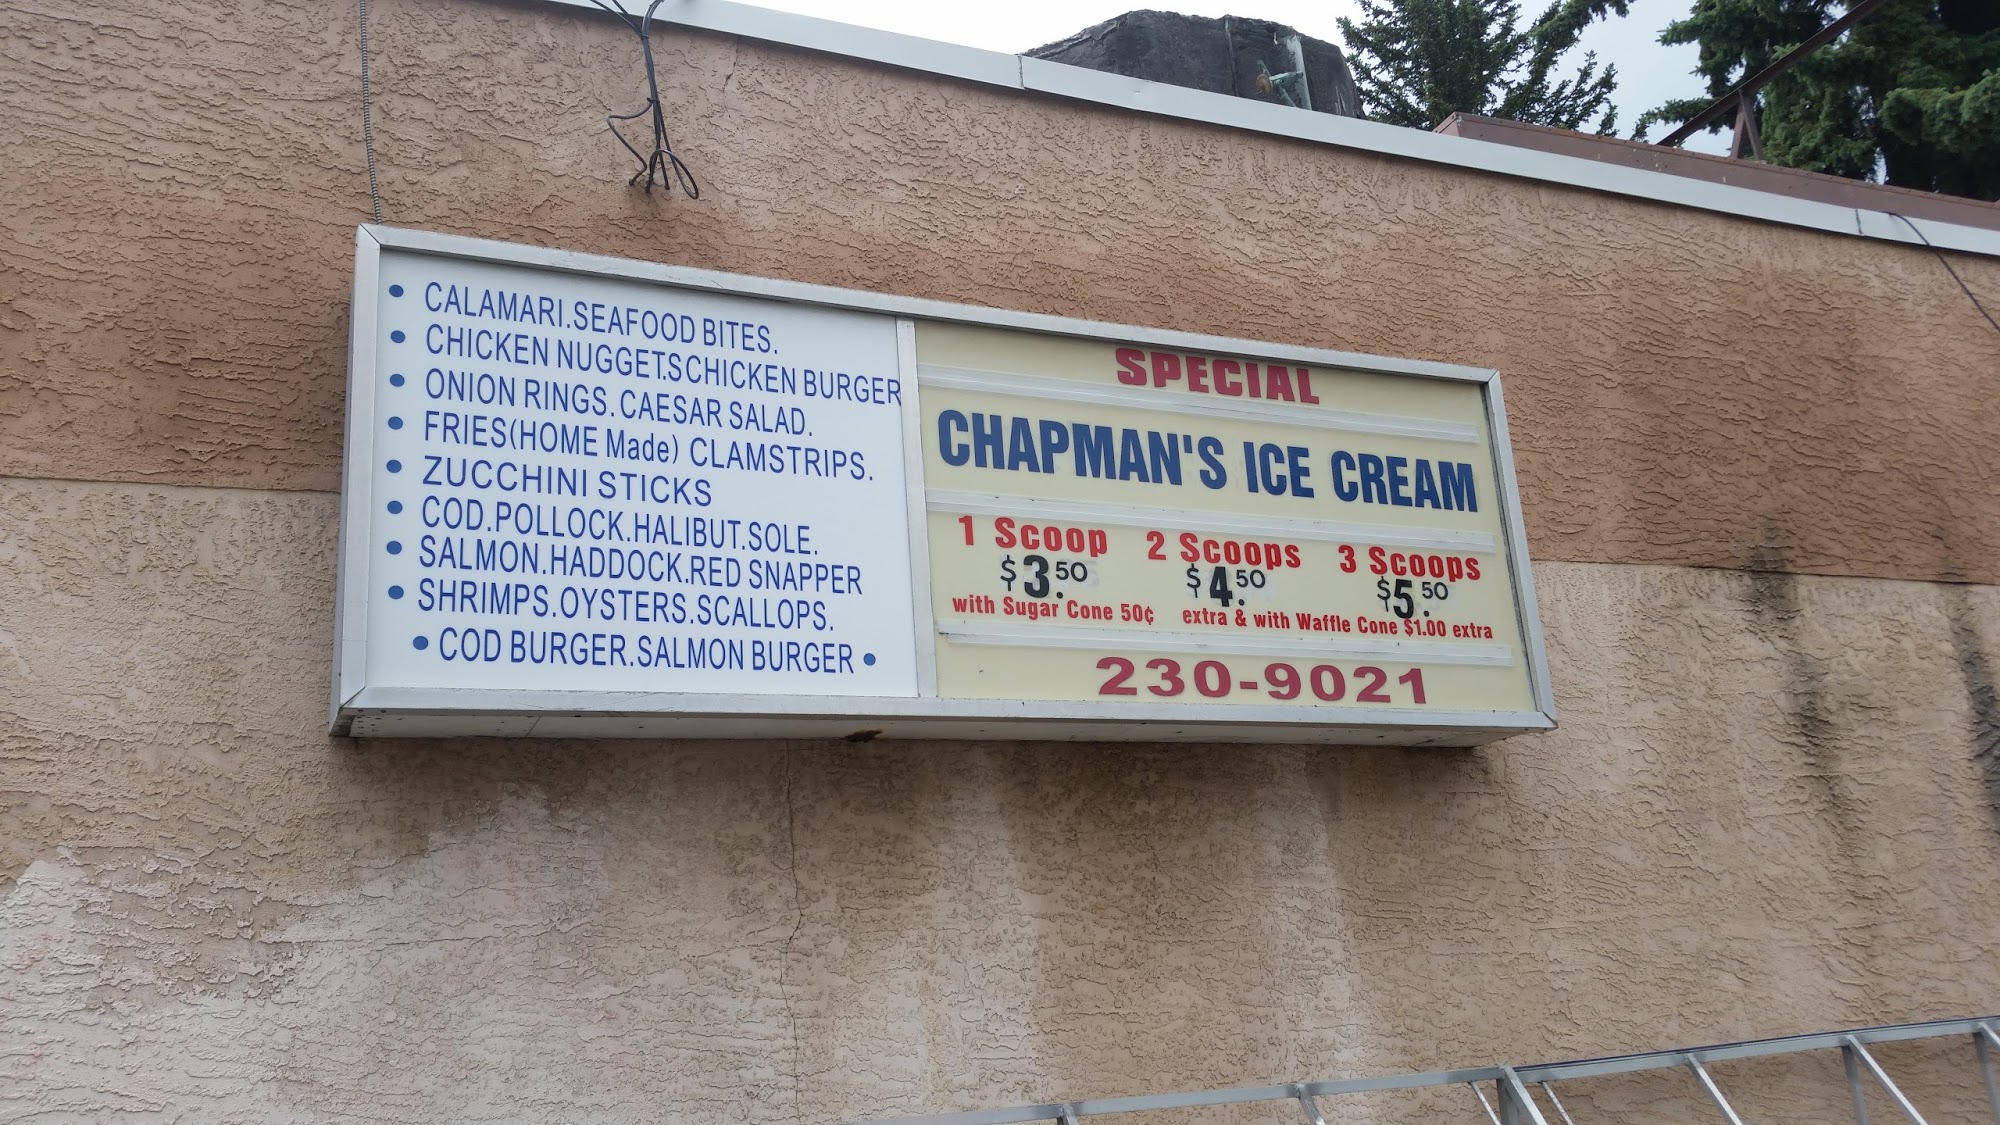 • CALAMARI.SEAFOOD BITES.
• CHICKEN NUGGET.SCHICKEN BURGER
• ONION RINGS.CAESAR SALAD.
• FRIES(HOME Made) CLAMSTRIPS.
• ZUCCHINI STICKS
• COD.POLLOCK.HALIBUT.SOLE.
• SALMON.HADDOCK.RED SNAPPER
• SHRIMPS.OYSTERS.SCALLOPS.
• COD BURGER.SALMON BURGER •
SPECIAL
CHAPMAN'S ICE CREAM
1 Scoop 2 Scoops 3 Scoops
$3.50 $4.50 $5.50
with Sugar Cone 50¢ extra & with Waffle Cone $1.00 extra
230-9021